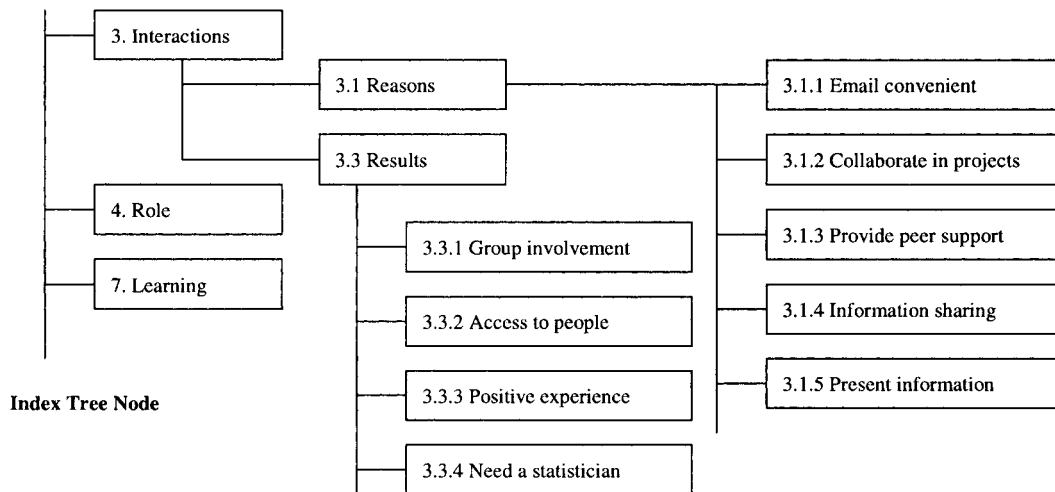 3. Interactions
3.1 Reasons
3.1.1 Email convenient
3.1.2 Collaborate in projects
3.3 Results
4. Role
3.1.3 Provide peer support
3.3.1 Group involvement
7. Learning
3.1.4 Information sharing
3.3.2 Access to people
3.1.5 Present information
3.3.3 Positive experience
Index Tree Node
3.3.4 Need a statistician